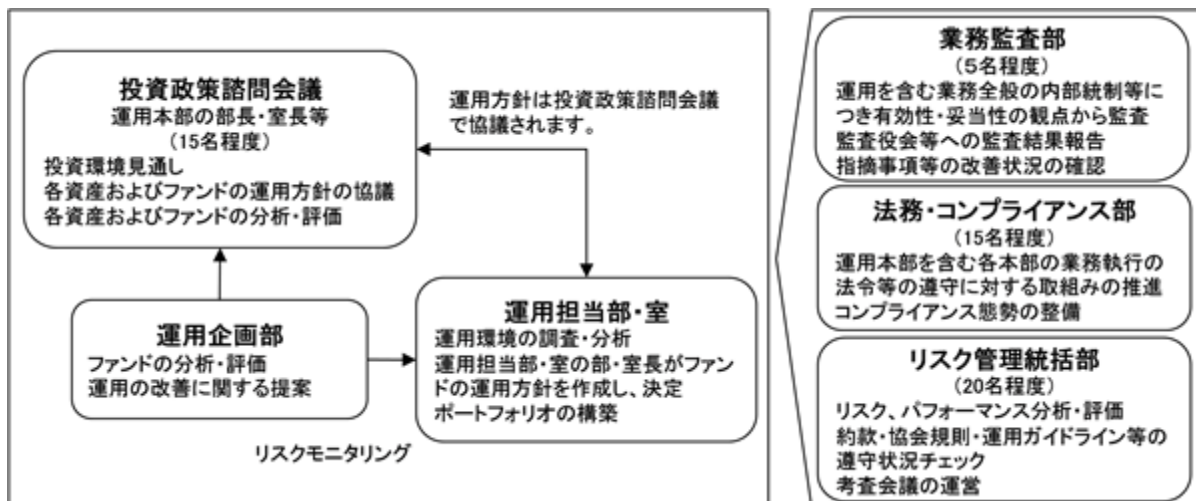 投資政策諮問会議
運用本部の部長・室長等
(15名程度)
投資環境見通し
各資産およびファンドの運用方針の協議
各資産およびファンドの分析・評価
運用方針は投資政策諮問会議
で協議されます。
運用企画部
ファンドの分析・評価
運用の改善に関する提案
運用担当部・室
運用環境の調査・分析
運用担当部・室の部・室長がファン
ドの運用方針を作成し、決定
ポートフォリオの構築
リスクモニタリング
業務監査部
(5名程度)
運用を含む業務全般の内部統制等に
つき有効性・妥当性の観点から監査
監査役会等への監査結果報告
指摘事項等の改善状況の確認
法務・コンプライアンス部
(15名程度)
運用本部を含む各本部の業務執行の
法令等の遵守に対する取組みの推進
コンプライアンス態勢の整備
リスク管理統括部
(20名程度)
リスク、パフォーマンス分析・評価
約款・協会規則・運用ガイドライン等の
遵守状況チェック
考査会議の運営